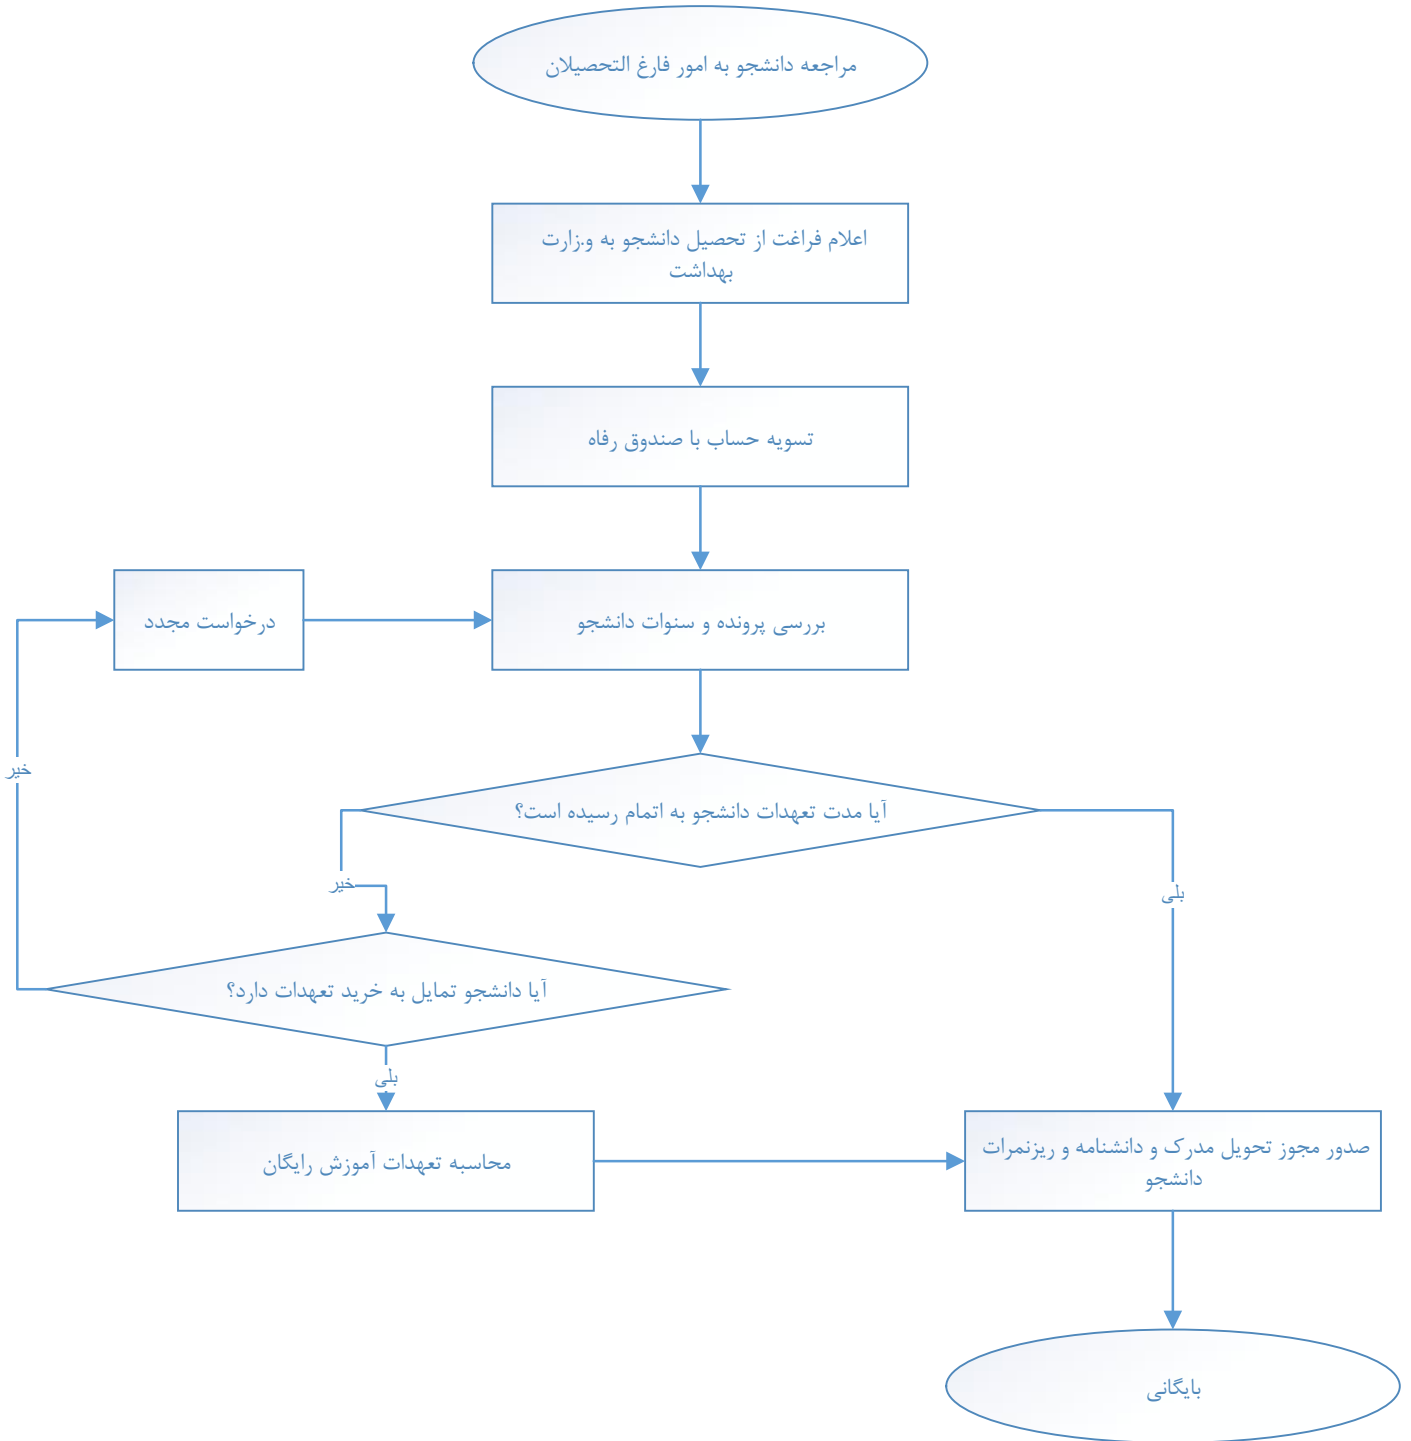 مراجعه دانشجو به امور فارغ التحصیلان
اعلام فراغت از تحصیل دانشجو به و.زارت
بهداشت
تسویه حساب با صندوق رفاه
درخواست مجدد
بررسی پرونده و سنوات دانشجو
خیر
آیا مدت تعهدات دانشجو به اتمام رسیده است؟
خیر
بلی
آیا دانشجو تمایل به خرید تعهدات دارد؟
بلی
محاسبه تعهدات آموزش رایگان
صدور مجوز تحویل مدرک و دانشنامه و ریزنمرات
دانشجو
بایگانی